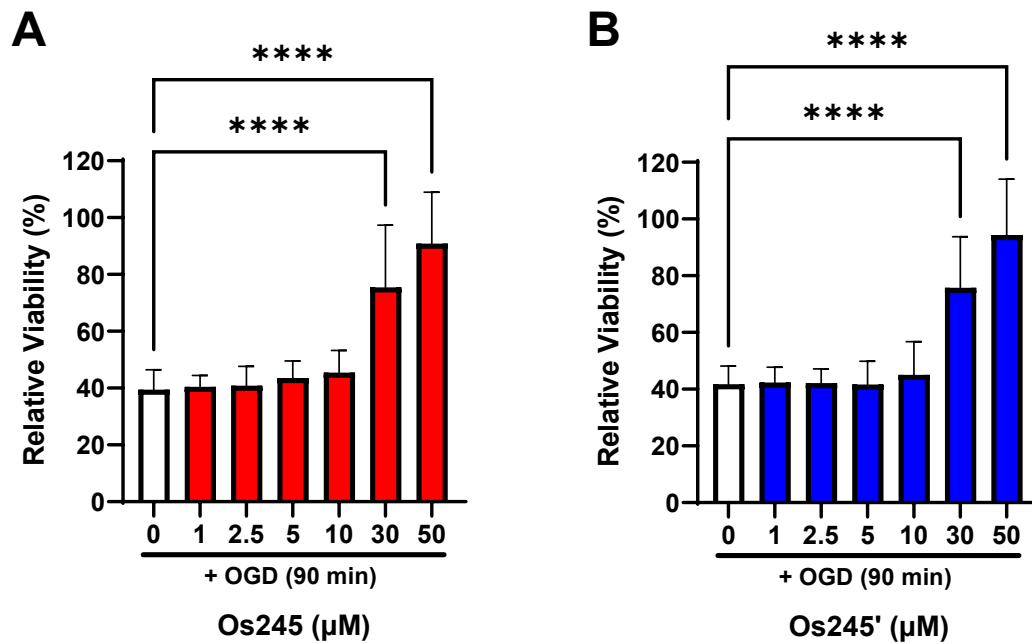 A
****
****
120
100
80
60
40
20
0
Relative Viability (%)
0 1 2.5 5 10 30 50
+ OGD (90 min)
Os245 (µM)
B
****
****
120
100
80
60
40
20
0
Relative Viability (%)
0 1 2.5 5 10 30 50
+ OGD (90 min)
Os245' (µM)